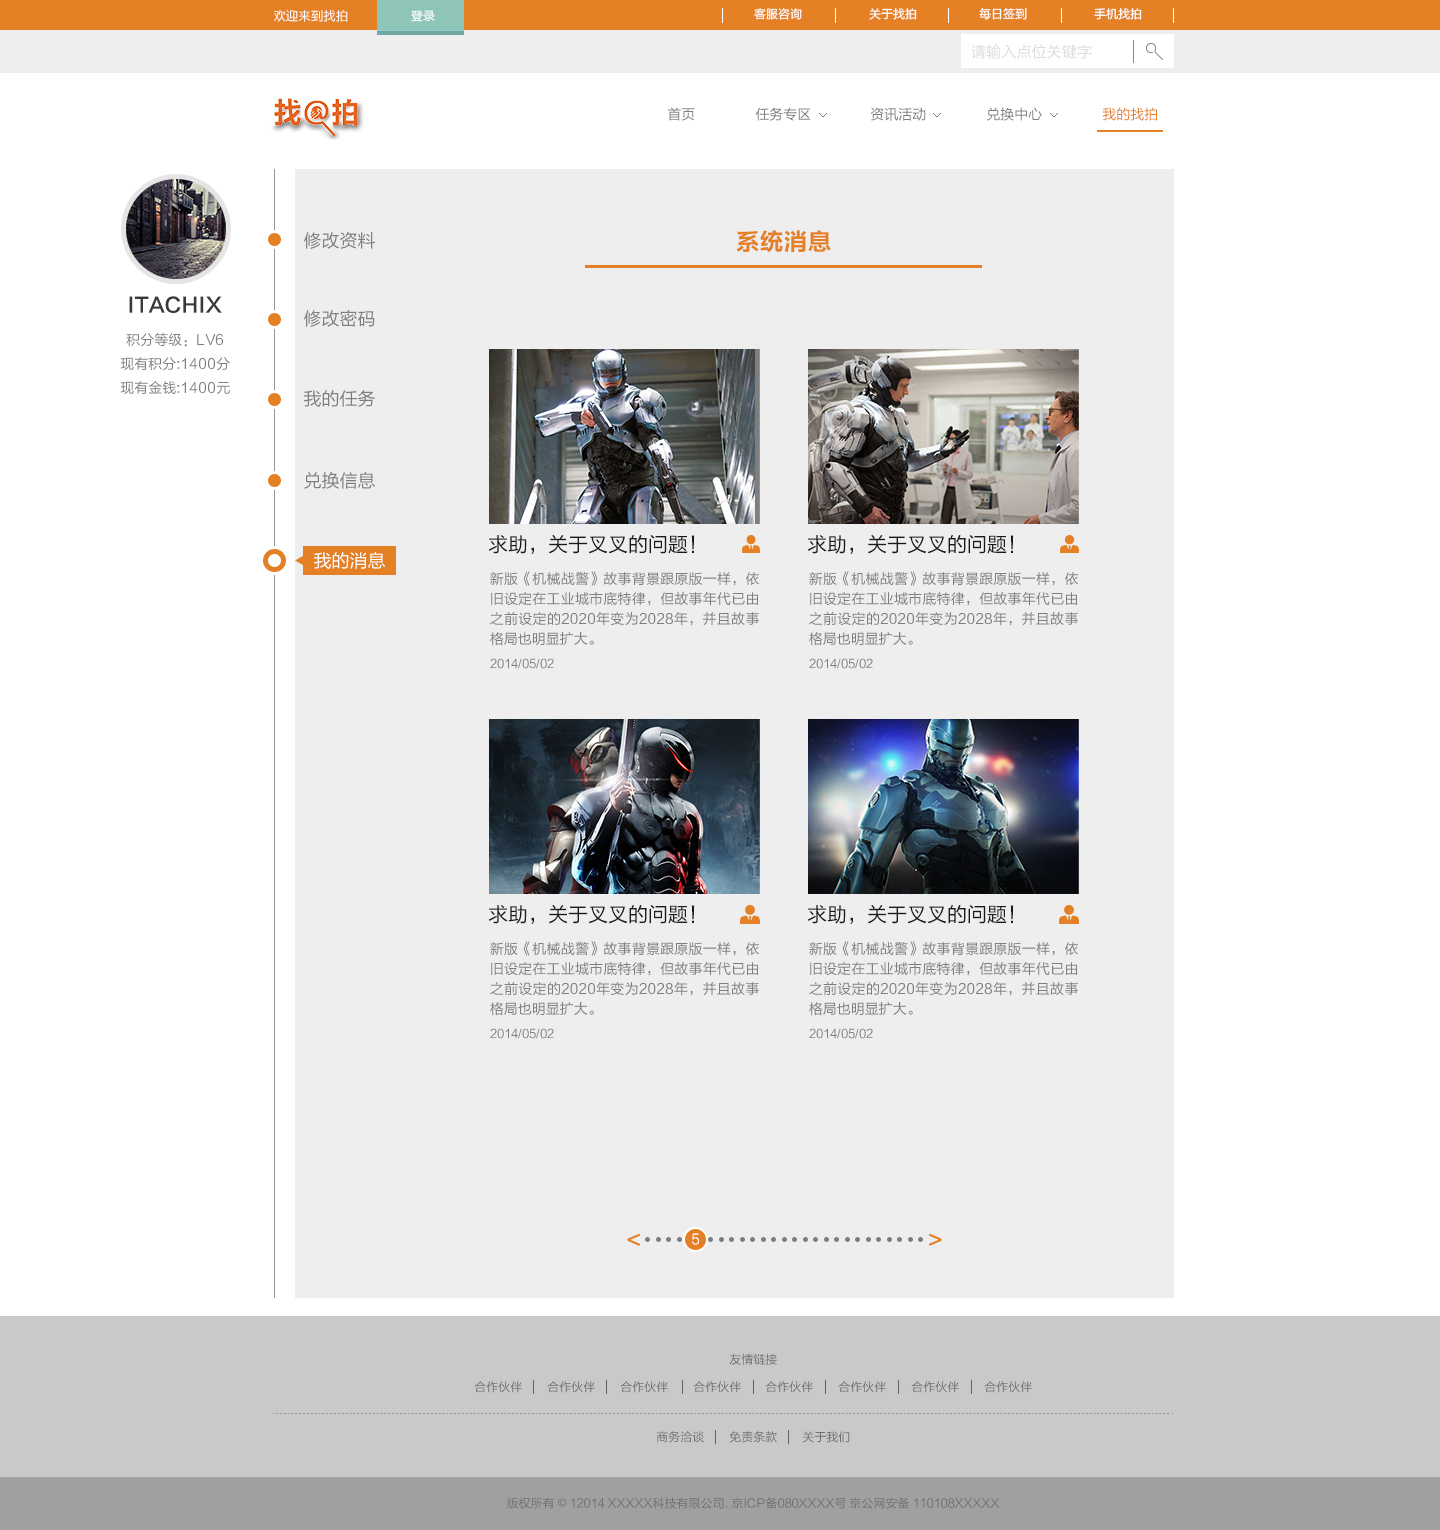 欢迎来到找拍
登录
客服咨询
关于找拍
每日签到
手机找拍
请输入点位关键字
找拍
首页
任务专区
资讯活动
兑换中心
我的找拍
ITACHIX
积分等级：LV6
现有积分:1400分
现有金钱:1400元
修改资料
修改密码
我的任务
兑换信息
我的消息
系统消息
求助，关于叉叉的问题！
新版《机械战警》故事背景跟原版一样，依
旧设定在工业城市底特律，但故事年代已由
之前设定的2020年变为2028年，并且故事
格局也明显扩大。
2014/05/02
求助，关于叉叉的问题！
新版《机械战警》故事背景跟原版一样，依
旧设定在工业城市底特律，但故事年代已由
之前设定的2020年变为2028年，并且故事
格局也明显扩大。
2014/05/02
求助，关于叉叉的问题！
新版《机械战警》故事背景跟原版一样，依
旧设定在工业城市底特律，但故事年代已由
之前设定的2020年变为2028年，并且故事
格局也明显扩大。
2014/05/02
求助，关于叉叉的问题！
新版《机械战警》故事背景跟原版一样，依
旧设定在工业城市底特律，但故事年代已由
之前设定的2020年变为2028年，并且故事
格局也明显扩大。
2014/05/02
< 5 >
友情链接
合作伙伴 | 合作伙伴 | 合作伙伴 | 合作伙伴 | 合作伙伴 | 合作伙伴 | 合作伙伴 | 合作伙伴
商务洽谈 | 免责条款 | 关于我们
版权所有 © 12014 XXXXX科技有限公司. 京ICP备080XXXX号 京公网安备 110108XXXXX